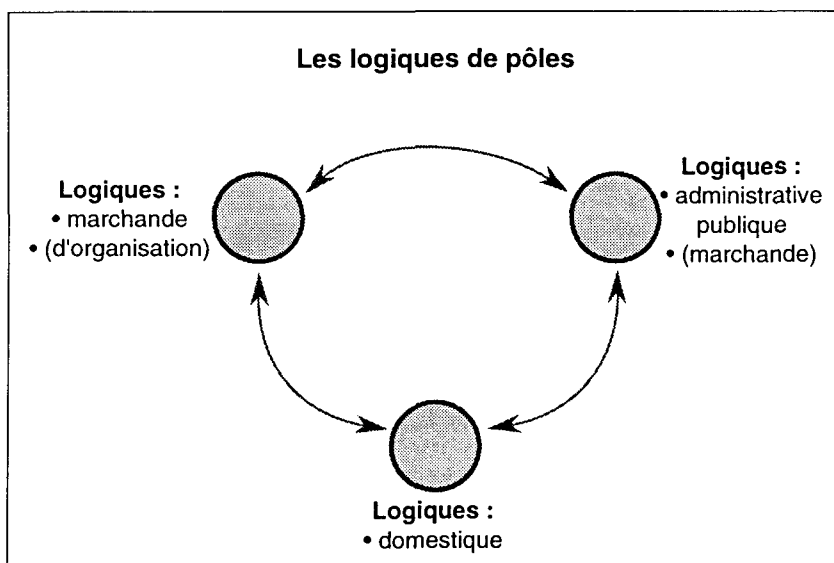 Les logiques de pôles
Logiques :
• marchande
• (d'organisation)
Logiques :
• administrative
publique
• (marchande)
Logiques :
• domestique